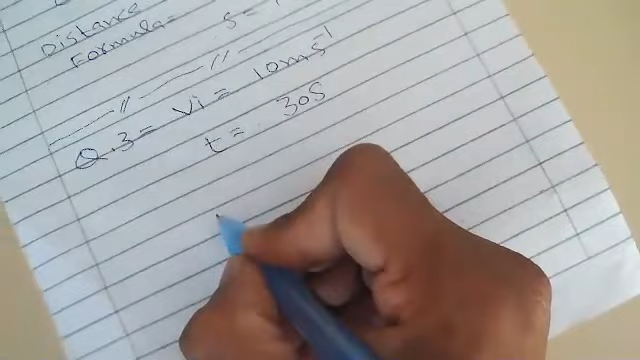 Distance
Formula= S =
Q.3= Vi = 10ms⁻¹
t = 30s